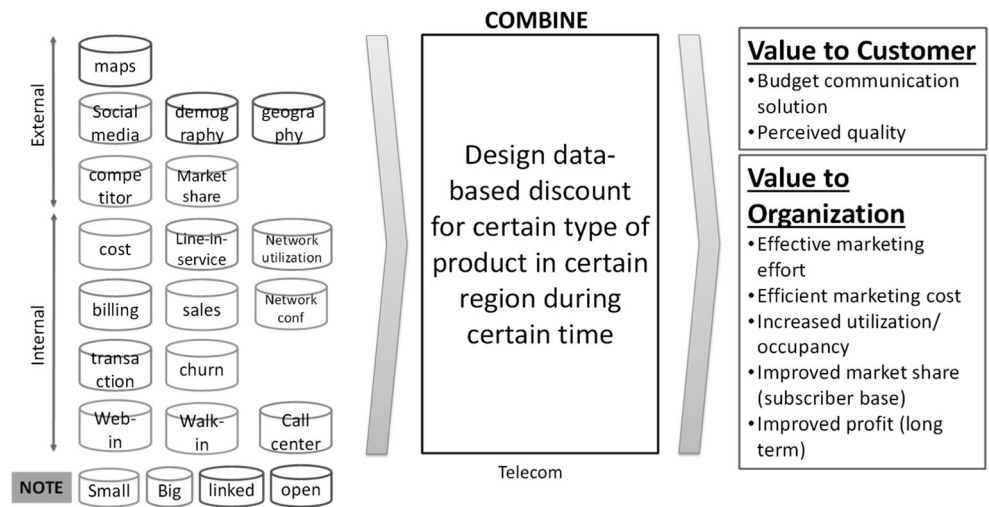 COMBINE
External
maps
Social
media
demog
raphy
geogra
phy
compe
titor
Market
share
Internal
cost
Line-in-
service
Network
utilization
billing
sales
Network
conf
transa
ction
churn
Web-
in
Walk-
in
Call
center
NOTE
Small
Big
linked
open
Design data-
based discount
for certain type of
product in certain
region during
certain time
Telecom
Value to Customer
•Budget communication
solution
•Perceived quality
Value to
Organization
•Effective marketing
effort
•Efficient marketing cost
•Increased utilization/
occupancy
•Improved market share
(subscriber base)
•Improved profit (long
term)